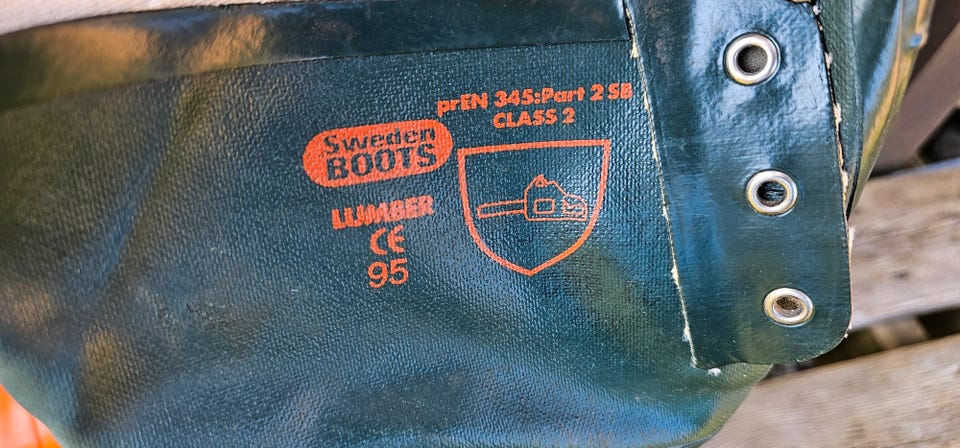 prEN 345:Part 2 SB
CLASS 2
Sweden
BOOTS
LUMBER
CE
95